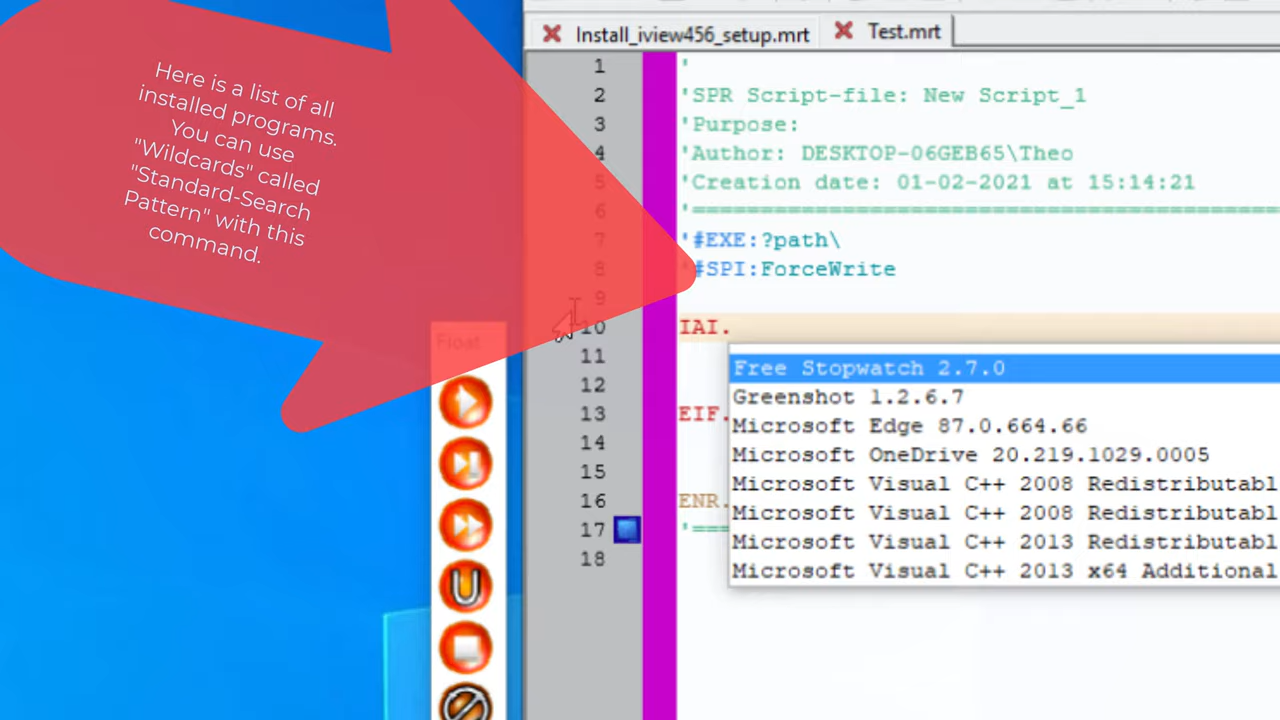 Here is a list of all
installed programs.
You can use
"Wildcards" called
"Standard-Search
Pattern" with this
command.
Install_iview456_setup.mrt
Test.mrt
1 '
2 'SPR Script-file: New Script_1
3 'Purpose:
4 'Author: DESKTOP-06GEB65\Theo
5 'Creation date: 01-02-2021 at 15:14:21
6 '====================================================
7 '#EXE:?path\
8 '#SPI:ForceWrite
9
10 IAI.
11
12
13 EIF.
14
15
16 ENR.
17 '===
18
Free Stopwatch 2.7.0
Greenshot 1.2.6.7
Microsoft Edge 87.0.664.66
Microsoft OneDrive 20.219.1029.0005
Microsoft Visual C++ 2008 Redistributabl
Microsoft Visual C++ 2008 Redistributabl
Microsoft Visual C++ 2013 Redistributabl
Microsoft Visual C++ 2013 x64 Additional
Float